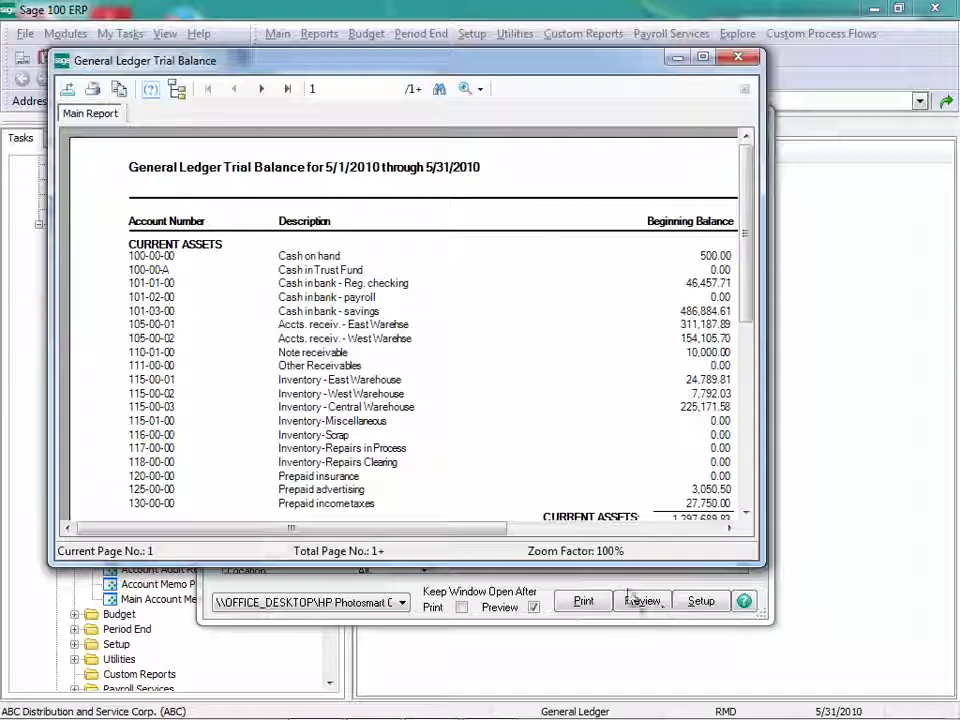 sage Sage 100 ERP
File Modules My Tasks View Help Main Reports Budget Period End Setup Utilities Custom Reports Payroll Services Explore Custom Process Flows
sage General Ledger Trial Balance
1 /1+
Addres
Main Report
Tasks
General Ledger Trial Balance for 5/1/2010 through 5/31/2010
Account Number Description Beginning Balance
CURRENT ASSETS
100-00-00 Cash on hand 500.00
100-00-A Cash in Trust Fund 0.00
101-01-00 Cash in bank - Reg. checking 46,457.71
101-02-00 Cash in bank - payroll 0.00
101-03-00 Cash in bank - savings 486,884.61
105-00-01 Accts. receiv. - East Warehse 311,187.89
105-00-02 Accts. receiv. - West Warehse 154,105.70
110-01-00 Note receivable 10,000.00
111-00-00 Other Receivables 0.00
115-00-01 Inventory - East Warehouse 24,789.81
115-00-02 Inventory - West Warehouse 7,792.03
115-00-03 Inventory - Central Warehouse 225,171.58
115-01-00 Inventory-Miscellaneous 0.00
116-00-00 Inventory-Scrap 0.00
117-00-00 Inventory-Repairs in Process 0.00
118-00-00 Inventory-Repairs Clearing 0.00
120-00-00 Prepaid insurance 0.00
125-00-00 Prepaid advertising 3,050.50
130-00-00 Prepaid income taxes 27,750.00
CURRENT ASSETS: 1,297,689.83
Current Page No.: 1 Total Page No.: 1+ Zoom Factor: 100%
Account Audit Re
Account Memo P
Main Account Me
Budget
Period End
Setup
Utilities
Custom Reports
Payroll Services
\\OFFICE_DESKTOP\HP Photosmart C
Keep Window Open After
Print Preview
Print Preview Setup
ABC Distribution and Service Corp. (ABC) General Ledger RMD 5/31/2010